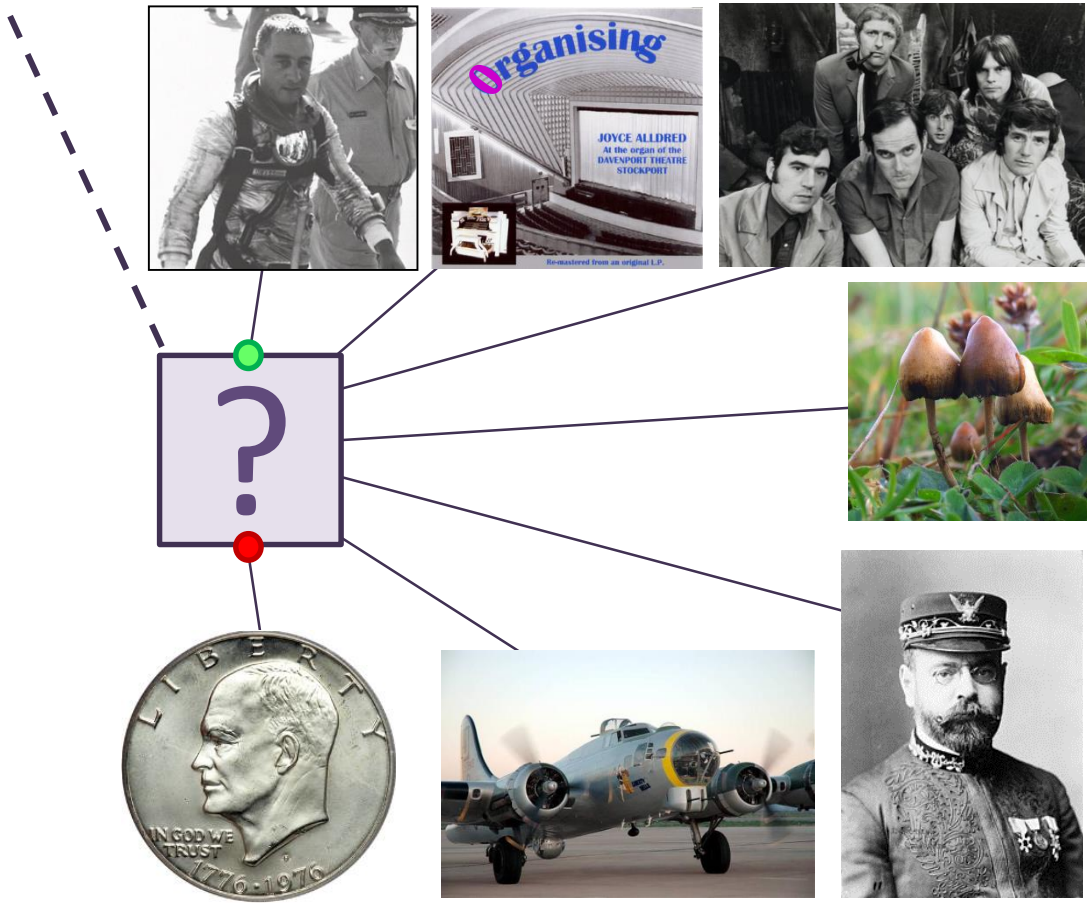 Organising
JOYCE ALLDRED
At the organ of the
DAVENPORT THEATRE
STOCKPORT
Re-mastered from an original L.P.
?
LIBERTY
IN GOD WE
TRUST
1776·1976